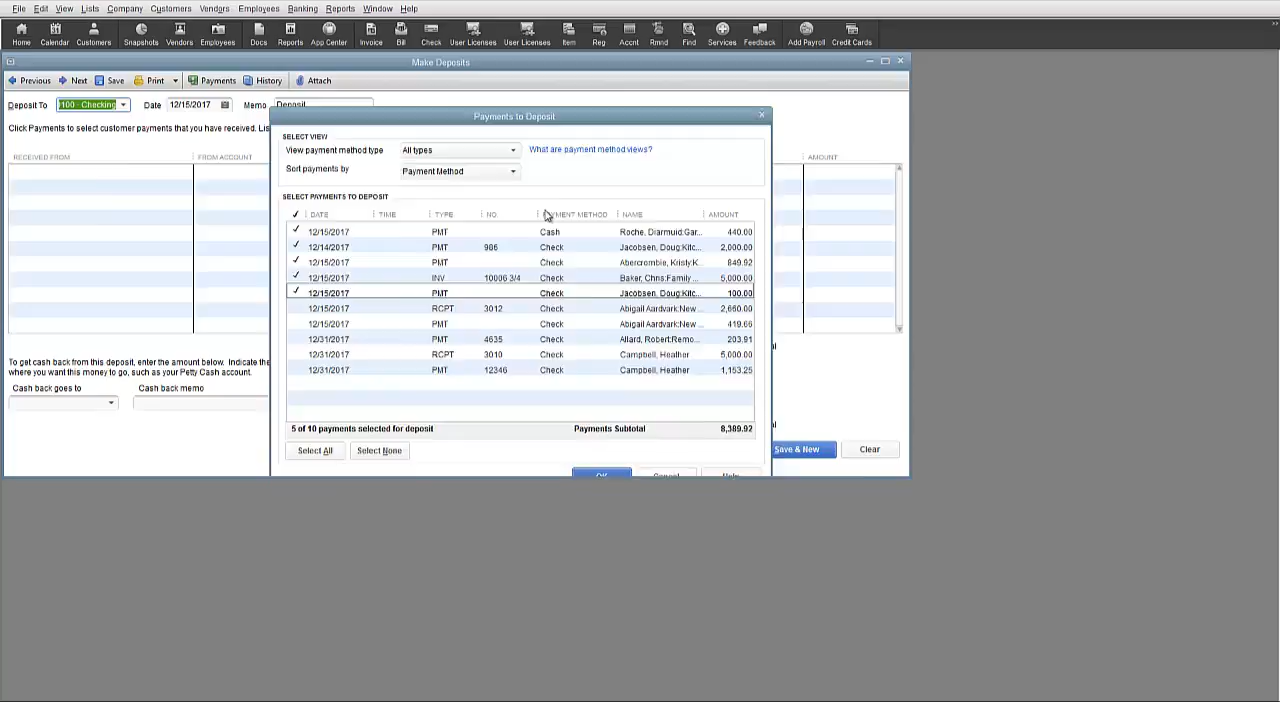 File Edit View Lists Company Customers Vendors Employees Banking Reports Window Help
Home Calendar Customers Snapshots Vendors Employees Docs Reports App Center Invoice Bill Check User Licenses User Licenses Item Reg Accnt Rmnd Find Services Feedback Add Payroll Credit Cards
Make Deposits
Previous Next Save Print Payments History Attach
Deposit To 100 · Checking Date 12/15/2017 Memo Deposit
Click Payments to select customer payments that you have received.
RECEIVED FROM FROM ACCOUNT AMOUNT
To get cash back from this deposit, enter the amount below. Indicate the
where you want this money to go, such as your Petty Cash account.
Cash back goes to Cash back memo
Save & New Clear
Payments to Deposit
SELECT VIEW
View payment method type All types What are payment method views?
Sort payments by Payment Method
SELECT PAYMENTS TO DEPOSIT
✓ DATE TIME TYPE NO. PAYMENT METHOD NAME AMOUNT
✓ 12/15/2017 PMT Cash Roche, Diarmuid:Gar... 440.00
✓ 12/14/2017 PMT 986 Check Jacobsen, Doug:Kitc... 2,000.00
✓ 12/15/2017 PMT Check Abercrombie, Kristy:K... 849.92
✓ 12/15/2017 INV 10006 3/4 Check Baker, Chris:Family ... 5,000.00
✓ 12/15/2017 PMT Check Jacobsen, Doug:Kitc... 100.00
12/15/2017 RCPT 3012 Check Abigail Aardvark:New ... 2,660.00
12/15/2017 PMT Check Abigail Aardvark:New ... 419.66
12/31/2017 PMT 4635 Check Allard, Robert:Remo... 203.91
12/31/2017 RCPT 3010 Check Campbell, Heather 5,000.00
12/31/2017 PMT 12346 Check Campbell, Heather 1,153.25
5 of 10 payments selected for deposit Payments Subtotal 8,389.92
Select All Select None
OK Cancel Help